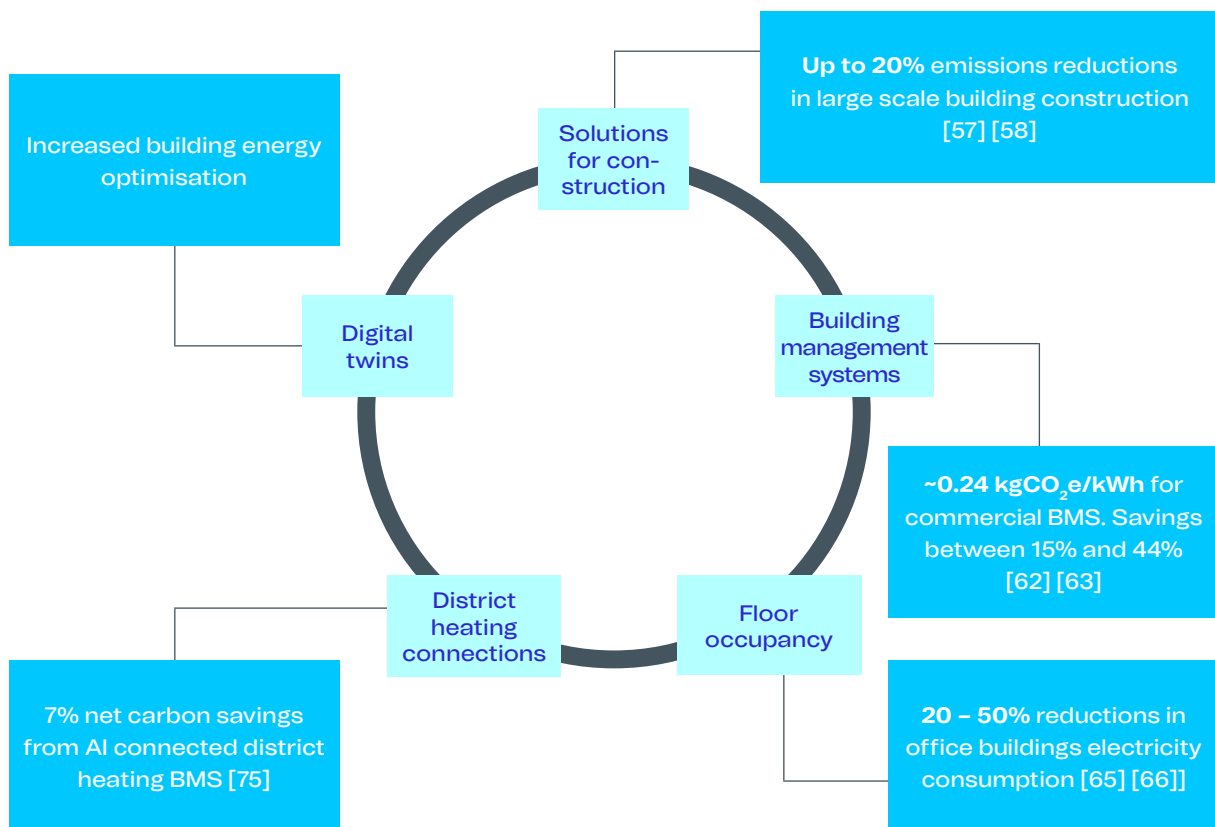 Up to 20% emissions reductions
in large scale building construction
[57] [58]
Increased building energy
optimisation
Solutions
for con-
struction
Digital
twins
Building
management
systems
~0.24 kgCO₂e/kWh for
commercial BMS. Savings
between 15% and 44%
[62] [63]
District
heating
connections
Floor
occupancy
7% net carbon savings
from AI connected district
heating BMS [75]
20 – 50% reductions in
office buildings electricity
consumption [65] [66]]